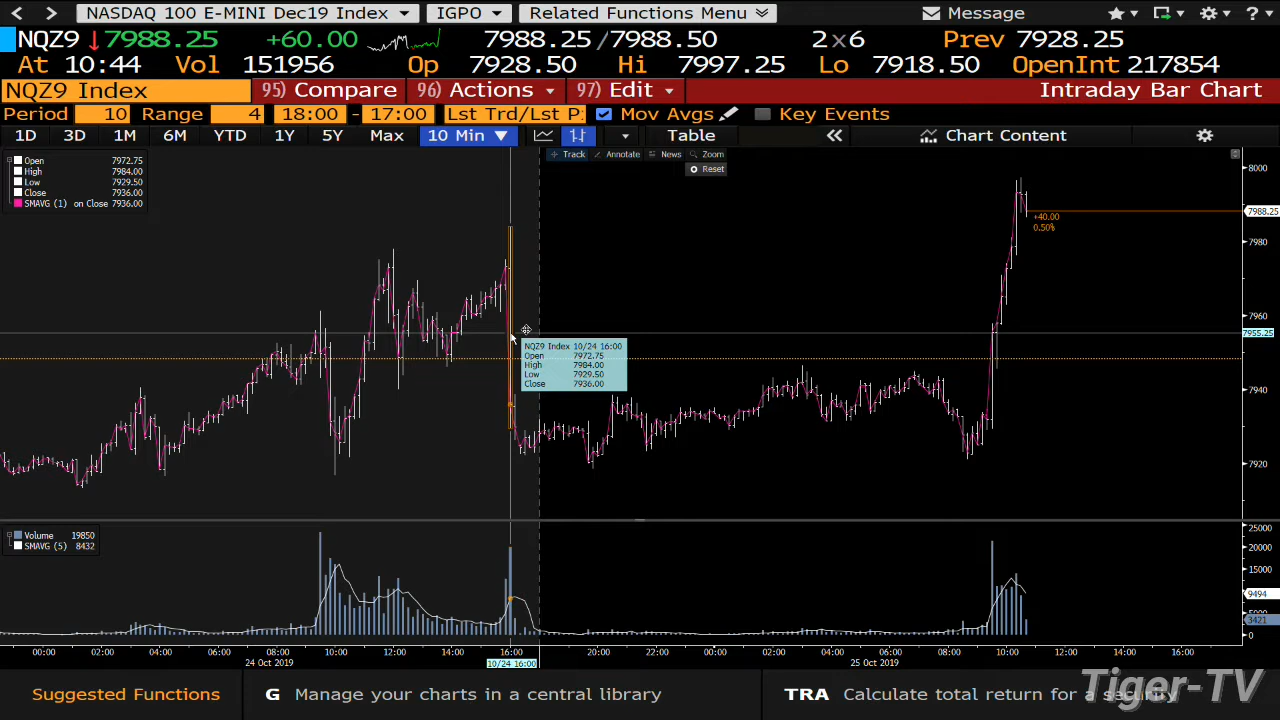 NASDAQ 100 E-MINI Dec19 Index IGPO Related Functions Menu Message
NQZ9 7988.25 +60.00 7988.25/7988.50 2×6 Prev 7928.25
At 10:44 Vol 151956 Op 7928.50 Hi 7997.25 Lo 7918.50 OpenInt 217854
NQZ9 Index 95) Compare 96) Actions 97) Edit Intraday Bar Chart
Period 10 Range 4 18:00 - 17:00 Lst Trd/Lst P: Mov Avgs Key Events
1D 3D 1M 6M YTD 1Y 5Y Max 10 Min Table Chart Content
Track Annotate News Zoom
Reset
Open 7972.75
High 7984.00
Low 7929.50
Close 7936.00
SMAVG (1) on Close 7936.00
8000
7988.25
7980
7960
7955.25
7940
7920
+40.00
0.50%
NQZ9 Index 10/24 16:00
Open 7972.75
High 7984.00
Low 7929.50
Close 7936.00
Volume 19850
SMAVG (5) 8432
25000
20000
15000
9494
5000
3421
0
00:00 02:00 04:00 06:00 08:00 10:00 12:00 14:00 16:00 20:00 22:00 00:00 02:00 04:00 06:00 08:00 10:00 12:00 14:00 16:00
24 Oct 2019 10/24 16:00 25 Oct 2019
Suggested Functions G Manage your charts in a central library TRA Calculate total return for a security
Tiger-TV